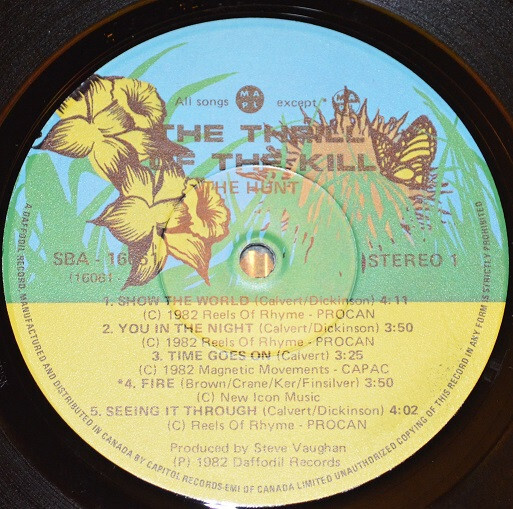 All songs MAPL except * MAPL
THE THRILL
OF THE KILL
THE HUNT
SBA - 16061
STEREO 1
(16061 -
1. SHOW THE WORLD (Calvert/Dickinson) 4:11
(C) 1982 Reels Of Rhyme - PROCAN
2. YOU IN THE NIGHT (Calvert/Dickinson) 3:50
(C) 1982 Reels Of Rhyme - PROCAN
3. TIME GOES ON (Calvert) 3:25
(C) 1982 Magnetic Movements - CAPAC
*4. FIRE (Brown/Crane/Ker/Finsilver) 3:50
(C) New Icon Music
5. SEEING IT THROUGH (Calvert/Dickinson) 4:02
(C) Reels Of Rhyme - PROCAN
Produced by Steve Vaughan
(P) 1982 Daffodil Records
A DAFFODIL RECORD, MANUFACTURED AND DISTRIBUTED IN CANADA BY CAPITOL RECORDS-EMI OF CANADA LIMITED UNAUTHORIZED COPYING OF THIS RECORD IN ANY FORM IS STRICTLY PROHIBITED